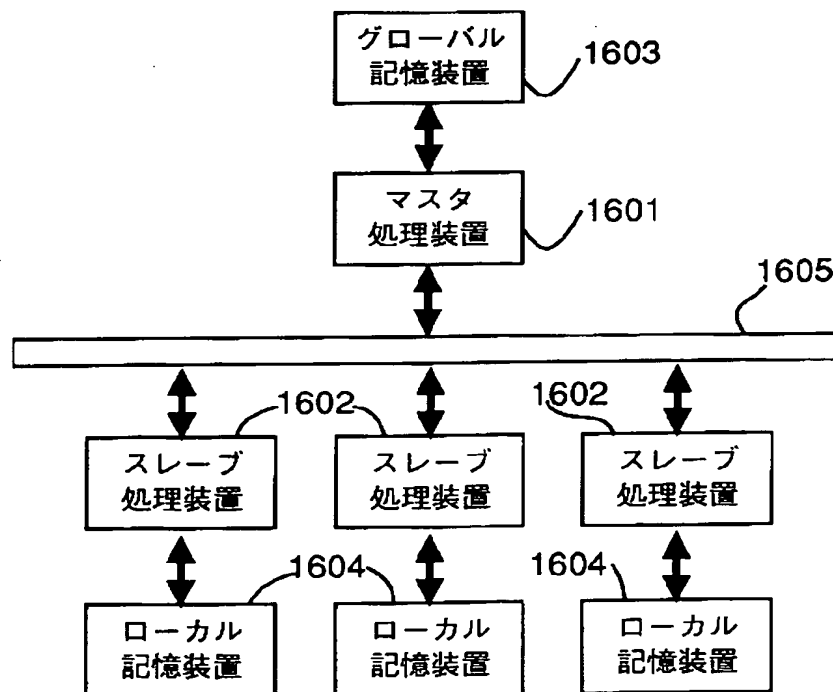 グローバル
記憶装置
1603
マスタ
処理装置
1601
1605
1602
1602
スレーブ
処理装置
スレーブ
処理装置
スレーブ
処理装置
1604
1604
ローカル
記憶装置
ローカル
記憶装置
ローカル
記憶装置